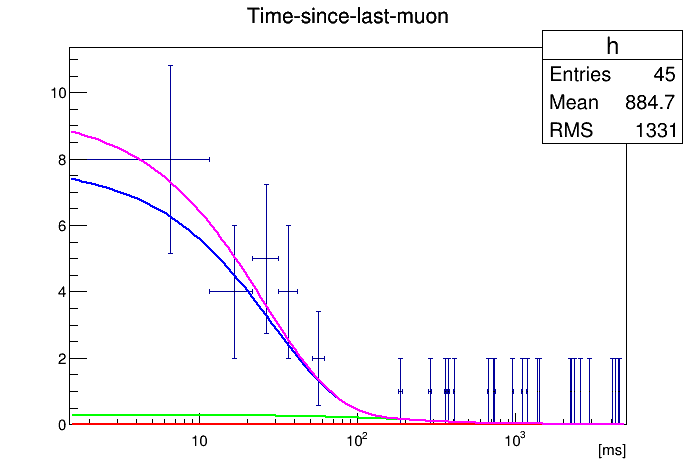 Time-since-last-muon
h
Entries 45
Mean 884.7
RMS 1331
10
8
6
4
2
0
10
10²
10³
[ms]